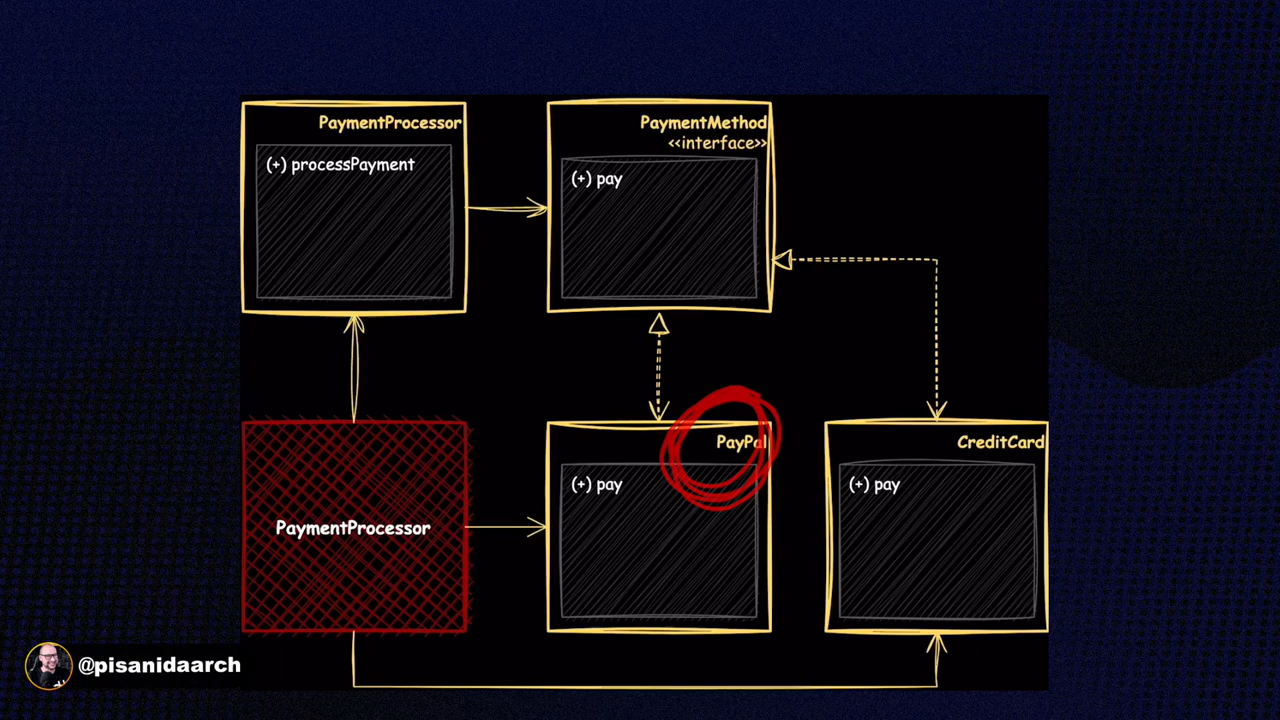 PaymentProcessor
(+) processPayment
PaymentMethod
<<interface>>
(+) pay
PaymentProcessor
PayPal
(+) pay
CreditCard
(+) pay
@pisanidaarch